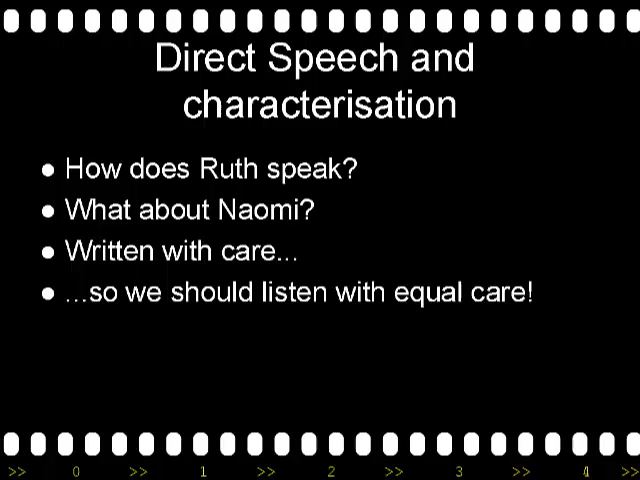 Direct Speech and
characterisation
● How does Ruth speak?
● What about Naomi?
● Written with care...
● ...so we should listen with equal care!
>> 0 >> 1 >> 2 >> 3 >> 4 >>